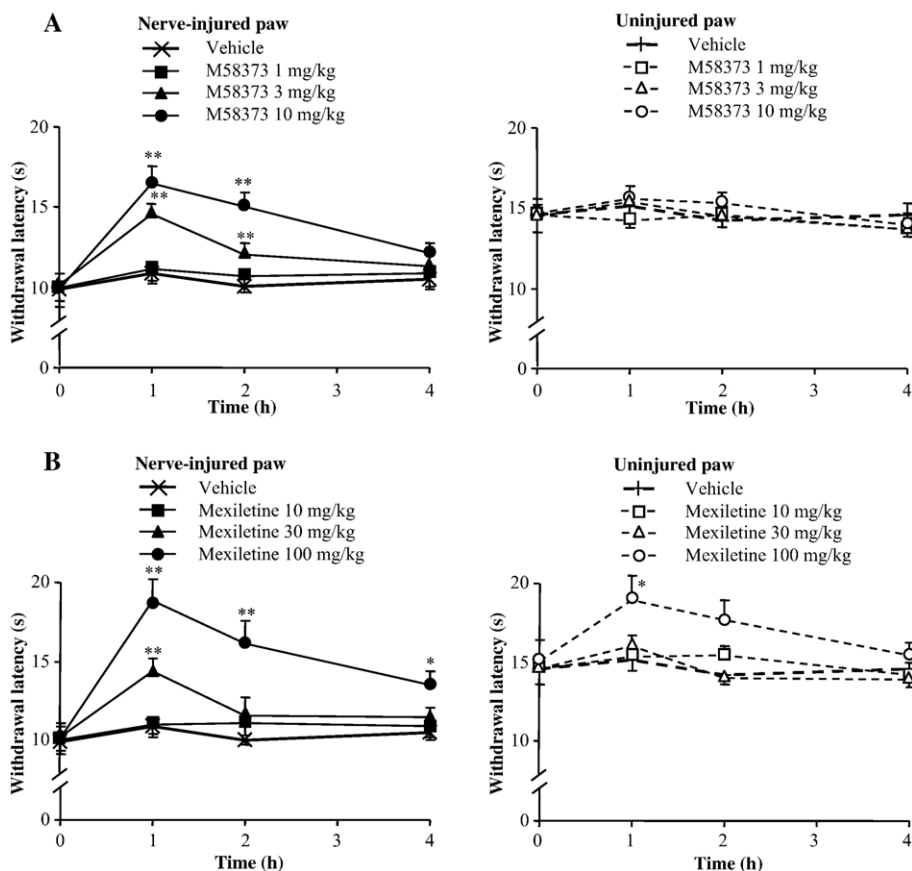 A
Nerve-injured paw
Vehicle
M58373 1 mg/kg
M58373 3 mg/kg
M58373 10 mg/kg
Withdrawal latency (s)
20
15
10
0
**
**
**
**
0 1 2 3 4
Time (h)
Uninjured paw
Vehicle
M58373 1 mg/kg
M58373 3 mg/kg
M58373 10 mg/kg
Withdrawal latency (s)
20
15
10
0
0 1 2 3 4
Time (h)
B
Nerve-injured paw
Vehicle
Mexiletine 10 mg/kg
Mexiletine 30 mg/kg
Mexiletine 100 mg/kg
Withdrawal latency (s)
20
15
10
0
**
**
**
*
0 1 2 3 4
Time (h)
Uninjured paw
Vehicle
Mexiletine 10 mg/kg
Mexiletine 30 mg/kg
Mexiletine 100 mg/kg
Withdrawal latency (s)
20
15
10
0
*
0 1 2 3 4
Time (h)